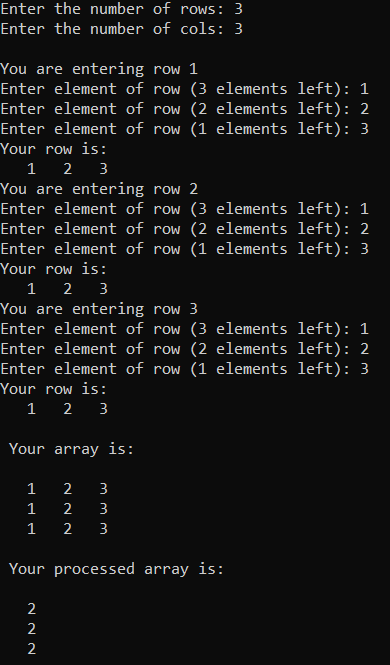 Enter the number of rows: 3
Enter the number of cols: 3
You are entering row 1
Enter element of row (3 elements left): 1
Enter element of row (2 elements left): 2
Enter element of row (1 elements left): 3
Your row is:
1 2 3
You are entering row 2
Enter element of row (3 elements left): 1
Enter element of row (2 elements left): 2
Enter element of row (1 elements left): 3
Your row is:
1 2 3
You are entering row 3
Enter element of row (3 elements left): 1
Enter element of row (2 elements left): 2
Enter element of row (1 elements left): 3
Your row is:
1 2 3
Your array is:
1 2 3
1 2 3
1 2 3
Your processed array is:
2
2
2